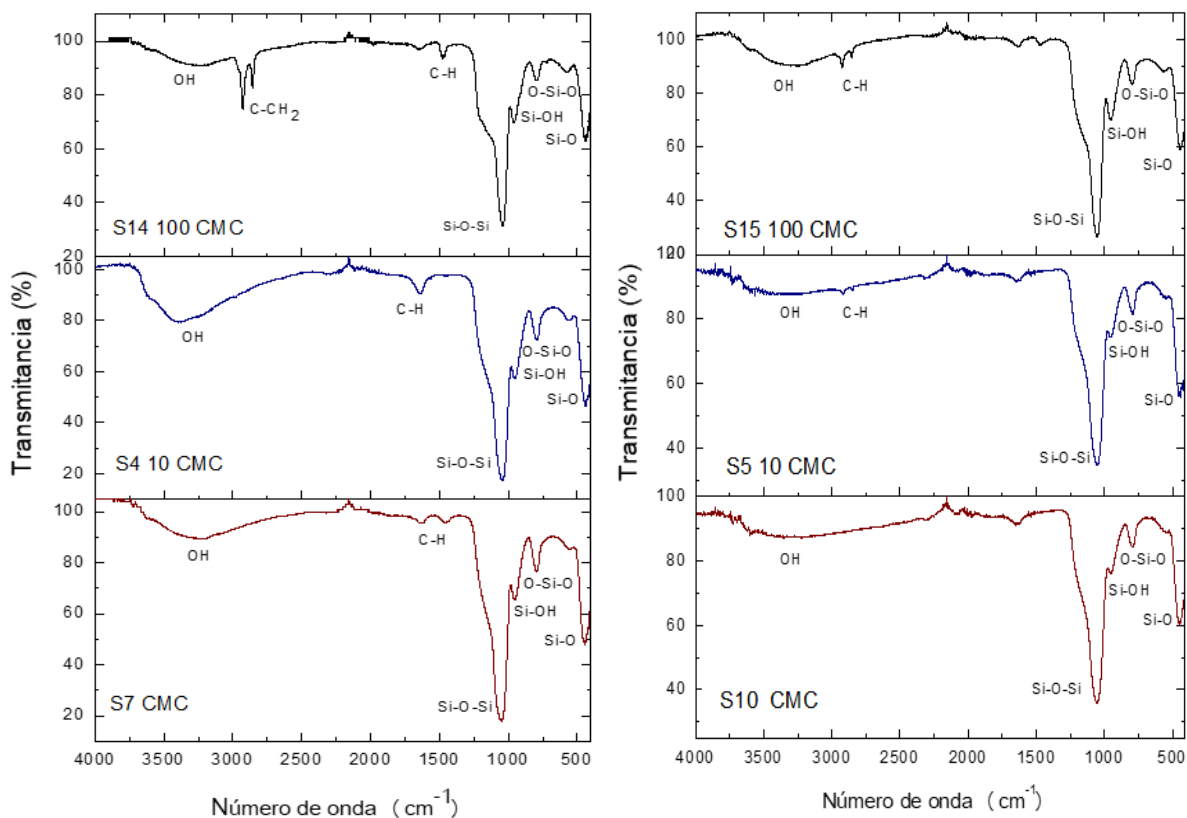 100
80
60
40
20
OH
C-CH2
C-H
O-Si-O
Si-OH
Si-O
Si-O-Si
S14 100 CMC
100
80
60
40
20
OH
C-H
O-Si-O
Si-OH
Si-O
Si-O-Si
S4 10 CMC
100
80
60
40
20
OH
C-H
O-Si-O
Si-OH
Si-O
Si-O-Si
S7 CMC
4000 3500 3000 2500 2000 1500 1000 500
Número de onda (cm-1)
Transmitancia (%)
100
80
60
40
OH
C-H
O-Si-O
Si-OH
Si-O
Si-O-Si
S15 100 CMC
80
60
40
OH
C-H
O-Si-O
Si-OH
Si-O
Si-O-Si
S5 10 CMC
100
80
60
40
OH
O-Si-O
Si-OH
Si-O
Si-O-Si
S10 CMC
4000 3500 3000 2500 2000 1500 1000 500
Número de onda (cm-1)
Transmitancia (%)